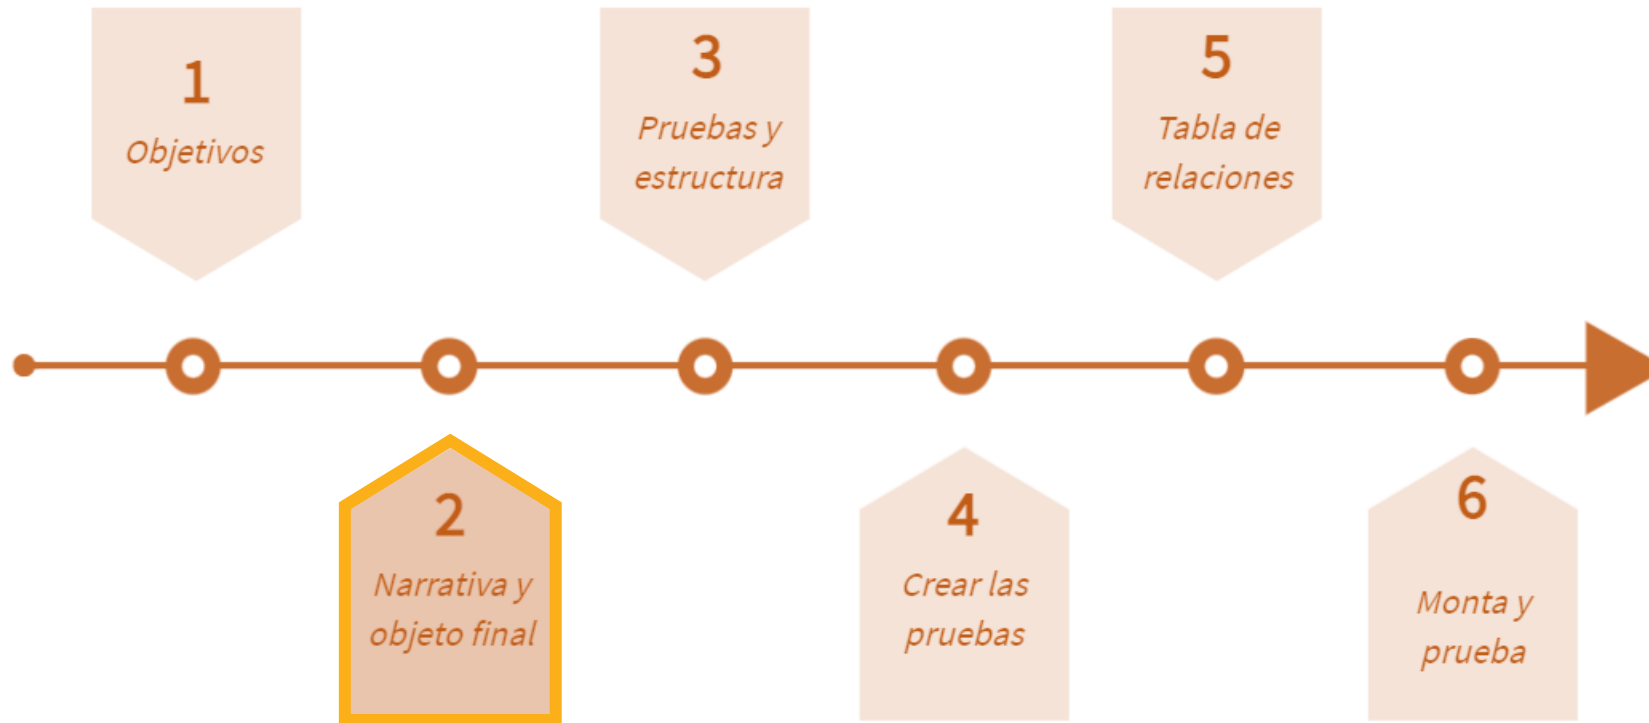 1
Objetivos
2
Narrativa y
objeto final
3
Pruebas y
estructura
4
Crear las
pruebas
5
Tabla de
relaciones
6
Monta y
prueba